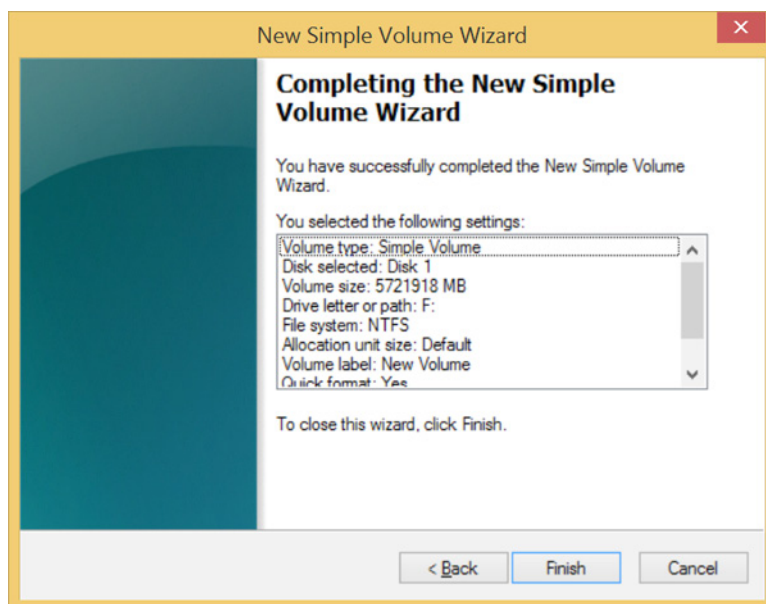 New Simple Volume Wizard
Completing the New Simple
Volume Wizard
You have successfully completed the New Simple Volume
Wizard.
You selected the following settings:
Volume type: Simple Volume
Disk selected: Disk 1
Volume size: 5721918 MB
Drive letter or path: F:
File system: NTFS
Allocation unit size: Default
Volume label: New Volume
Quick format: Yes
To close this wizard, click Finish.
< Back Finish Cancel